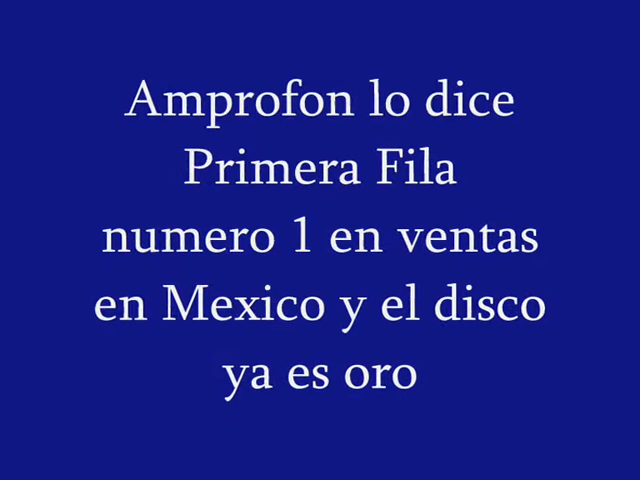 Amprofon lo dice
Primera Fila
numero 1 en ventas
en Mexico y el disco
ya es oro